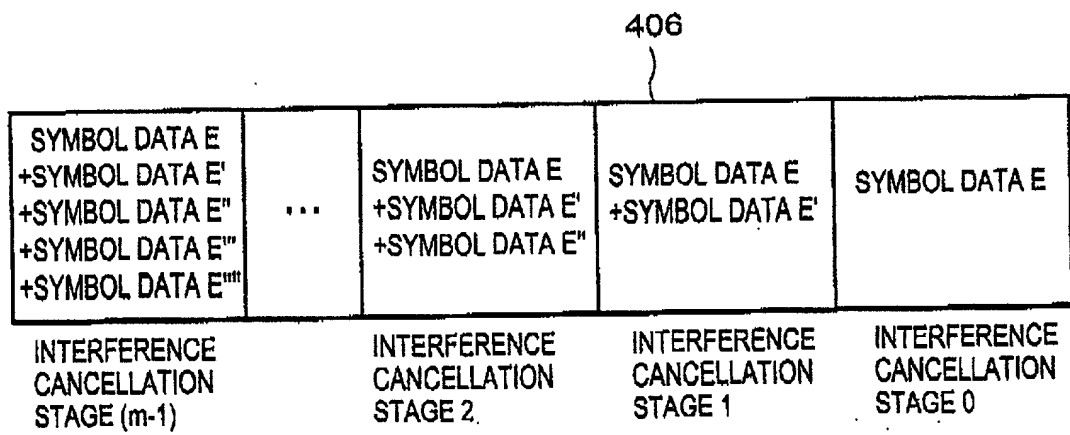 406
SYMBOL DATA E
+SYMBOL DATA E'
+SYMBOL DATA E"
+SYMBOL DATA E"'
+SYMBOL DATA E""
...
SYMBOL DATA E
+SYMBOL DATA E'
+SYMBOL DATA E"
SYMBOL DATA E
+SYMBOL DATA E'
SYMBOL DATA E
INTERFERENCE
CANCELLATION
STAGE (m-1)
INTERFERENCE
CANCELLATION
STAGE 2
INTERFERENCE
CANCELLATION
STAGE 1
INTERFERENCE
CANCELLATION
STAGE 0